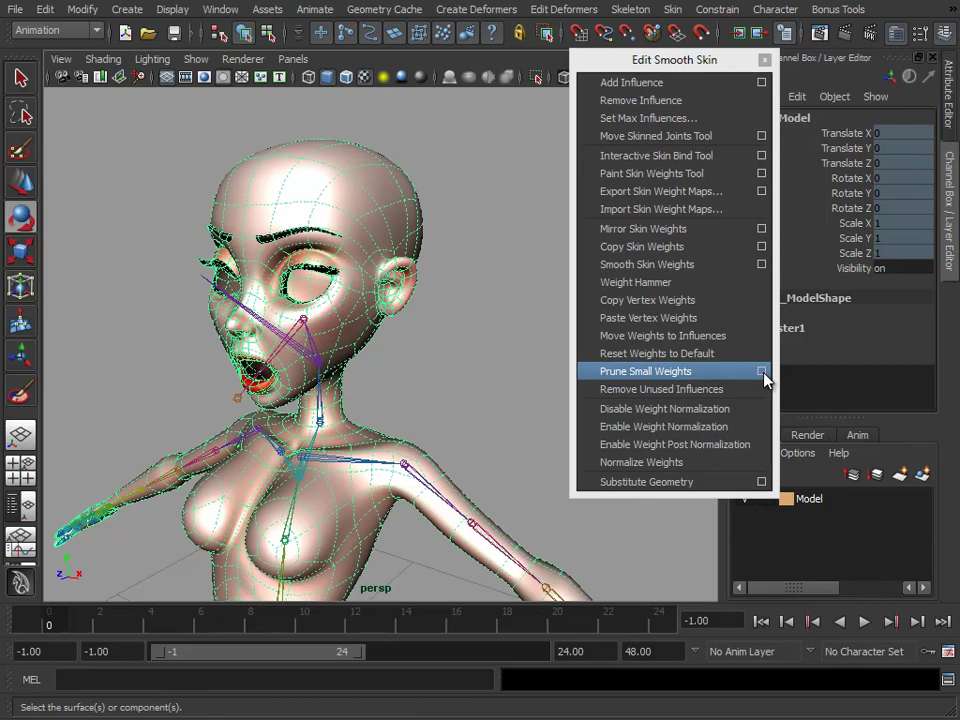 File Edit Modify Create Display Window Assets Animate Geometry Cache Create Deformers Edit Deformers Skeleton Skin Constrain Character Bonus Tools
Animation
View Shading Lighting Show Renderer Panels
Edit Smooth Skin
Add Influence
Remove Influence
Set Max Influences...
Move Skinned Joints Tool
Interactive Skin Bind Tool
Paint Skin Weights Tool
Export Skin Weight Maps...
Import Skin Weight Maps...
Mirror Skin Weights
Copy Skin Weights
Smooth Skin Weights
Weight Hammer
Copy Vertex Weights
Paste Vertex Weights
Move Weights to Influences
Reset Weights to Default
Prune Small Weights
Remove Unused Influences
Disable Weight Normalization
Enable Weight Normalization
Enable Weight Post Normalization
Normalize Weights
Substitute Geometry
hannel Box / Layer Editor
Edit Object Show
Model
Translate X 0
Translate Y 0
Translate Z 0
Rotate X 0
Rotate Y 0
Rotate Z 0
Scale X 1
Scale Y 1
Scale Z 1
Visibility on
_ModelShape
ster1
Render Anim
Options Help
V Model
Attribute Editor
Channel Box / Layer Editor
persp
y
z x
0 2 4 6 8 10 12 14 16 18 20 22 24
0
-1.00
-1.00 -1.00 -1 24 24.00 48.00 No Anim Layer No Character Set
MEL
Select the surface(s) or component(s).